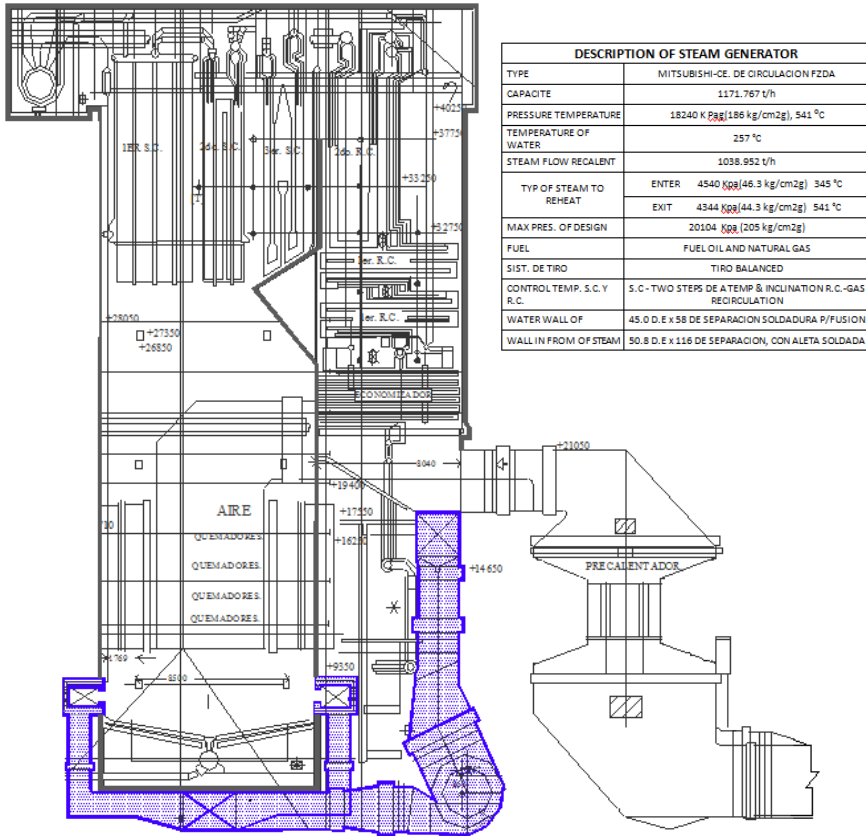 DESCRIPTION OF STEAM GENERATOR
TYPE MITSUBISHI-CE. DE CIRCULACION FZDA
CAPACITE 1171.767 t/h
PRESSURE TEMPERATURE 18240 K Pag(186 kg/cm2g), 541 °C
TEMPERATURE OF WATER 257 °C
STEAM FLOW RECALENT 1038.952 t/h
TYP OF STEAM TO REHEAT ENTER 4540 Kpa(46.3 kg/cm2g) 345 °C
EXIT 4344 Kpa(44.3 kg/cm2g) 541 °C
MAX PRES. OF DESIGN 20104 Kpa (205 kg/cm2g)
FUEL FUEL OIL AND NATURAL GAS
SIST. DE TIRO TIRO BALANCED
CONTROL TEMP. S.C. Y R.C. S.C - TWO STEPS DE ATEMP & INCLINATION R.C.-GAS RECIRCULATION
WATER WALL OF 45.0 D.E x 58 DE SEPARACION SOLDADURA P/FUSION
WALL IN FROM OF STEAM 50.8 D.E x 116 DE SEPARACION, CON ALETA SOLDADA
+40250
+37750
1ER S.C.
2do. S.C.
3er. S.C.
2do. R.C.
+33250
[T]
+32750
1er. R.C.
1er. R.C.
+28050
+27350
+26850
ECONOMIZADOR
+21050
8040
+19400
+17550
AIRE
+16250
QUEMADORES.
QUEMADORES.
QUEMADORES.
QUEMADORES.
+14650
PRECALENTADOR
1769
+9350
8500